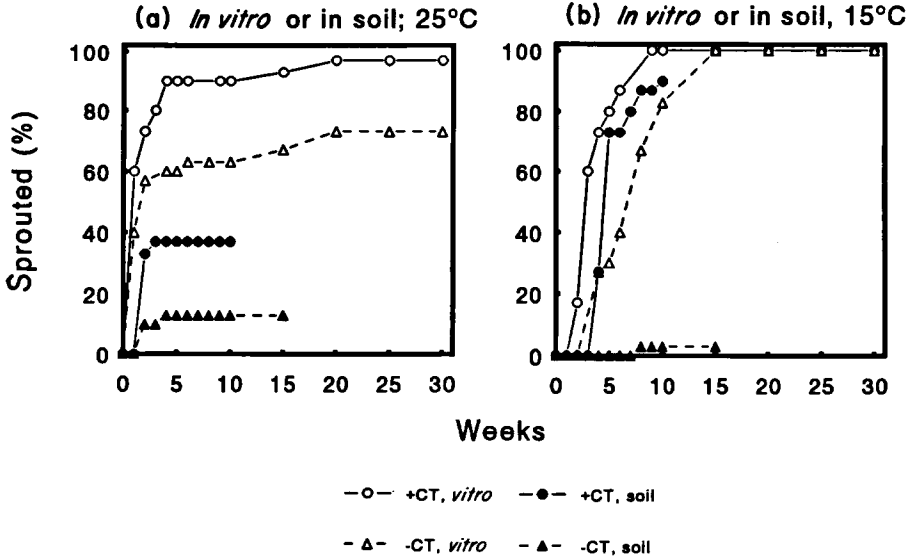 (a) In vitro or in soil; 25°C
(b) In vitro or in soil, 15°C
Sprouted (%)
100
80
60
40
20
0
0 5 10 15 20 25 30
100
80
60
40
20
0
0 5 10 15 20 25 30
Weeks
+CT, vitro
+CT, soil
-CT, vitro
-CT, soil